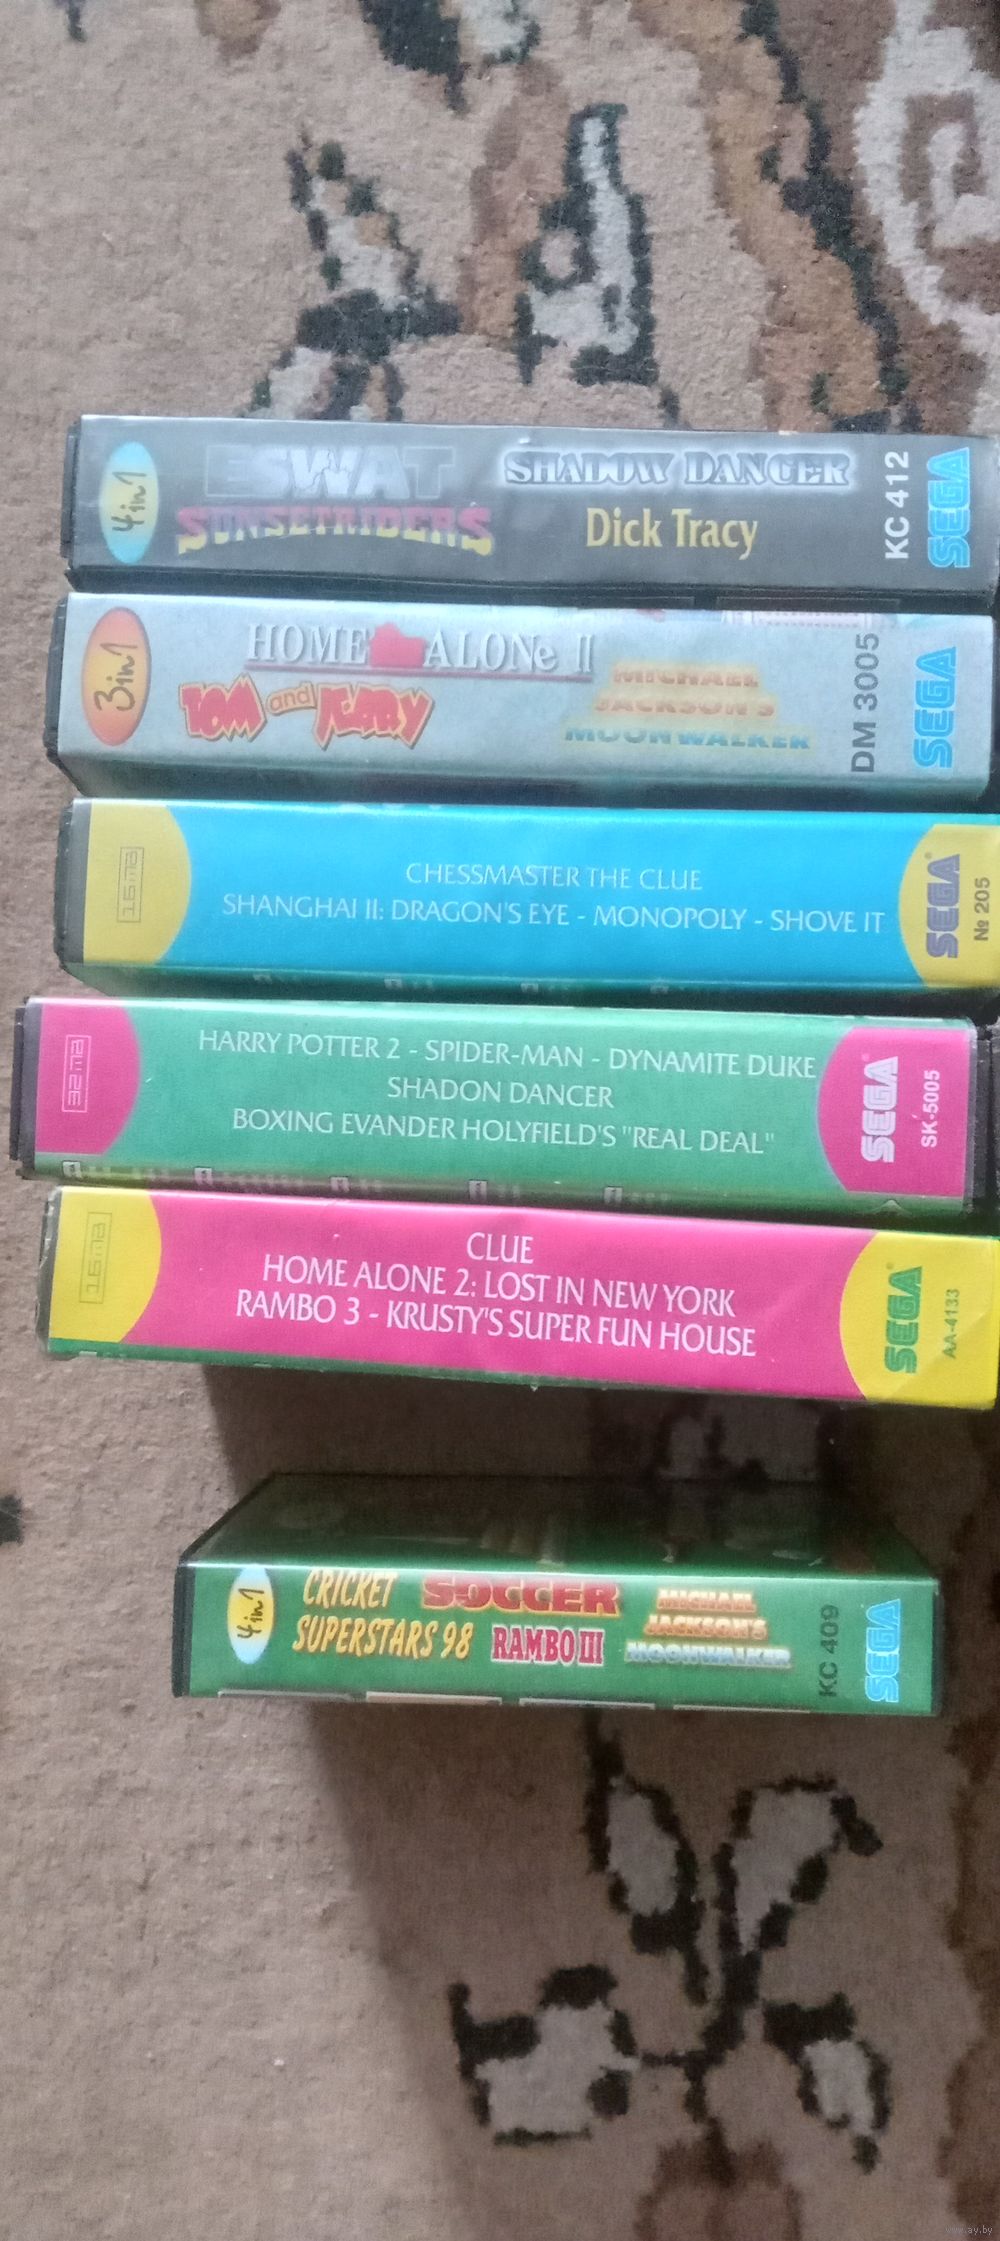 4in1
ESWAT
SUNSETRIDERS
SHADOW DANCER
Dick Tracy
KC 412
SEGA
3in1
HOME ALONe II
TOM and JERRY
MICHAEL
JACKSON'S
MOONWALKER
DM 3005
SEGA
16MB
CHESSMASTER THE CLUE
SHANGHAI II: DRAGON'S EYE - MONOPOLY - SHOVE IT
SEGA®
№ 205
32MB
HARRY POTTER 2 - SPIDER-MAN - DYNAMITE DUKE
SHADON DANCER
BOXING EVANDER HOLYFIELD'S "REAL DEAL"
SEGA®
SK-5005
16MB
CLUE
HOME ALONE 2: LOST IN NEW YORK
RAMBO 3 - KRUSTY'S SUPER FUN HOUSE
SEGA®
AA-4133
4in1
CRICKET
SUPERSTARS 98
SOCCER
RAMBO III
MICHAEL
JACKSON'S
MOONWALKER
KC 409
SEGA
www.ay.by